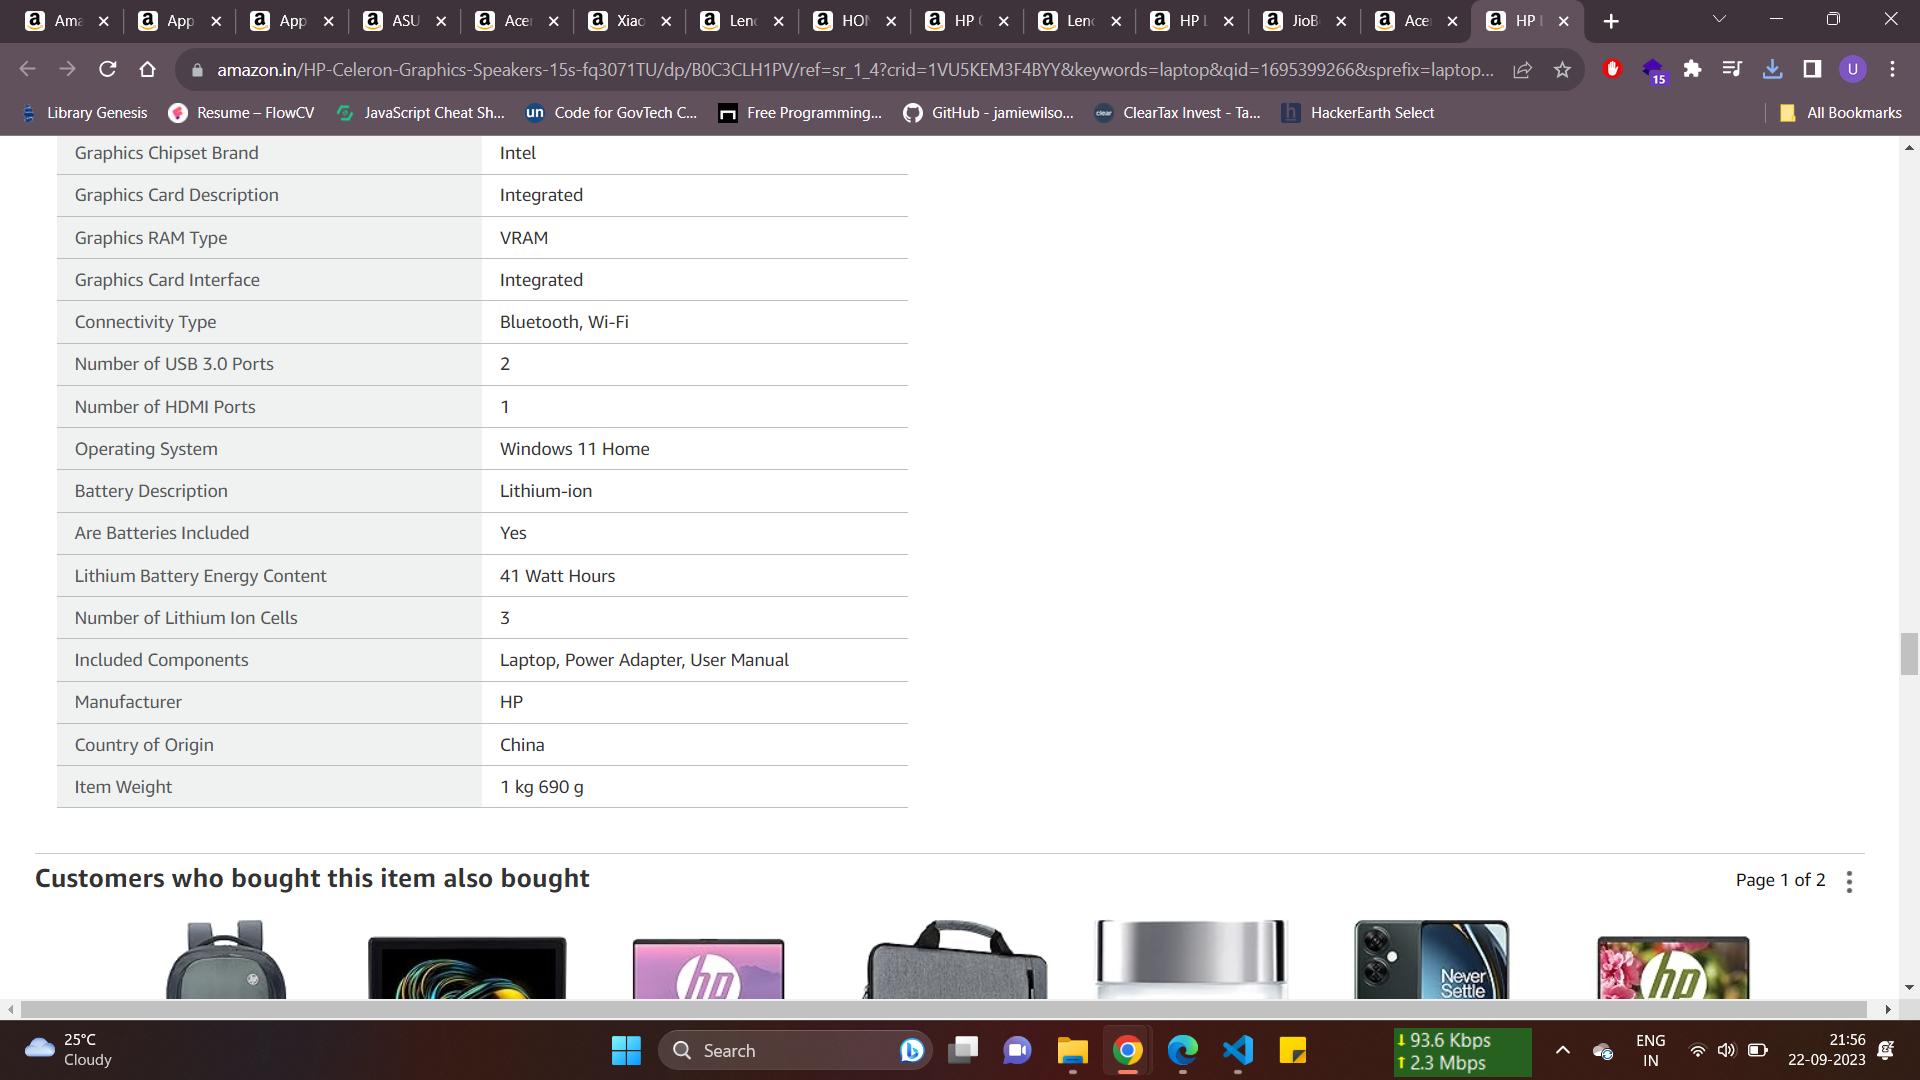 Ama
App
App
ASU
Acer
Xiao
Leno
HON
HP
Leno
HP L
JioB
Acer
HP
amazon.in/HP-Celeron-Graphics-Speakers-15s-fq3071TU/dp/B0C3CLH1PV/ref=sr_1_4?crid=1VU5KEM3F4BYY&keywords=laptop&qid=1695399266&sprefix=laptop...
15
U
Library Genesis
Resume – FlowCV
JavaScript Cheat Sh...
un Code for GovTech C...
Free Programming...
GitHub - jamiewilso...
clear ClearTax Invest - Ta...
h HackerEarth Select
All Bookmarks
Graphics Chipset Brand Intel
Graphics Card Description Integrated
Graphics RAM Type VRAM
Graphics Card Interface Integrated
Connectivity Type Bluetooth, Wi-Fi
Number of USB 3.0 Ports 2
Number of HDMI Ports 1
Operating System Windows 11 Home
Battery Description Lithium-ion
Are Batteries Included Yes
Lithium Battery Energy Content 41 Watt Hours
Number of Lithium Ion Cells 3
Included Components Laptop, Power Adapter, User Manual
Manufacturer HP
Country of Origin China
Item Weight 1 kg 690 g
Customers who bought this item also bought
Page 1 of 2
hp
Never
Settle
hp
25°C
Cloudy
Search
93.6 Kbps
2.3 Mbps
ENG
IN
21:56
22-09-2023